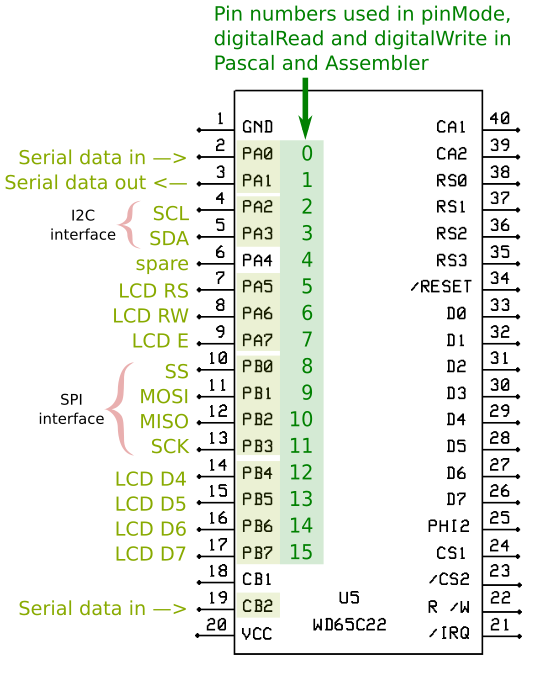 Pin numbers used in pinMode,
digitalRead and digitalWrite in
Pascal and Assembler
1 GND CA1 40
Serial data in —> 2 PA0 0 CA2 39
Serial data out <— 3 PA1 1 RS0 38
I2C
interface
SCL 4 PA2 2 RS1 37
SDA 5 PA3 3 RS2 36
spare 6 PA4 4 RS3 35
LCD RS 7 PA5 5 /RESET 34
LCD RW 8 PA6 6 D0 33
LCD E 9 PA7 7 D1 32
SPI
interface
SS 10 PB0 8 D2 31
MOSI 11 PB1 9 D3 30
MISO 12 PB2 10 D4 29
SCK 13 PB3 11 D5 28
LCD D4 14 PB4 12 D6 27
LCD D5 15 PB5 13 D7 26
LCD D6 16 PB6 14 PHI2 25
LCD D7 17 PB7 15 CS1 24
18 CB1 /CS2 23
Serial data in —> 19 CB2 R /W 22
20 VCC /IRQ 21
U5
WD65C22